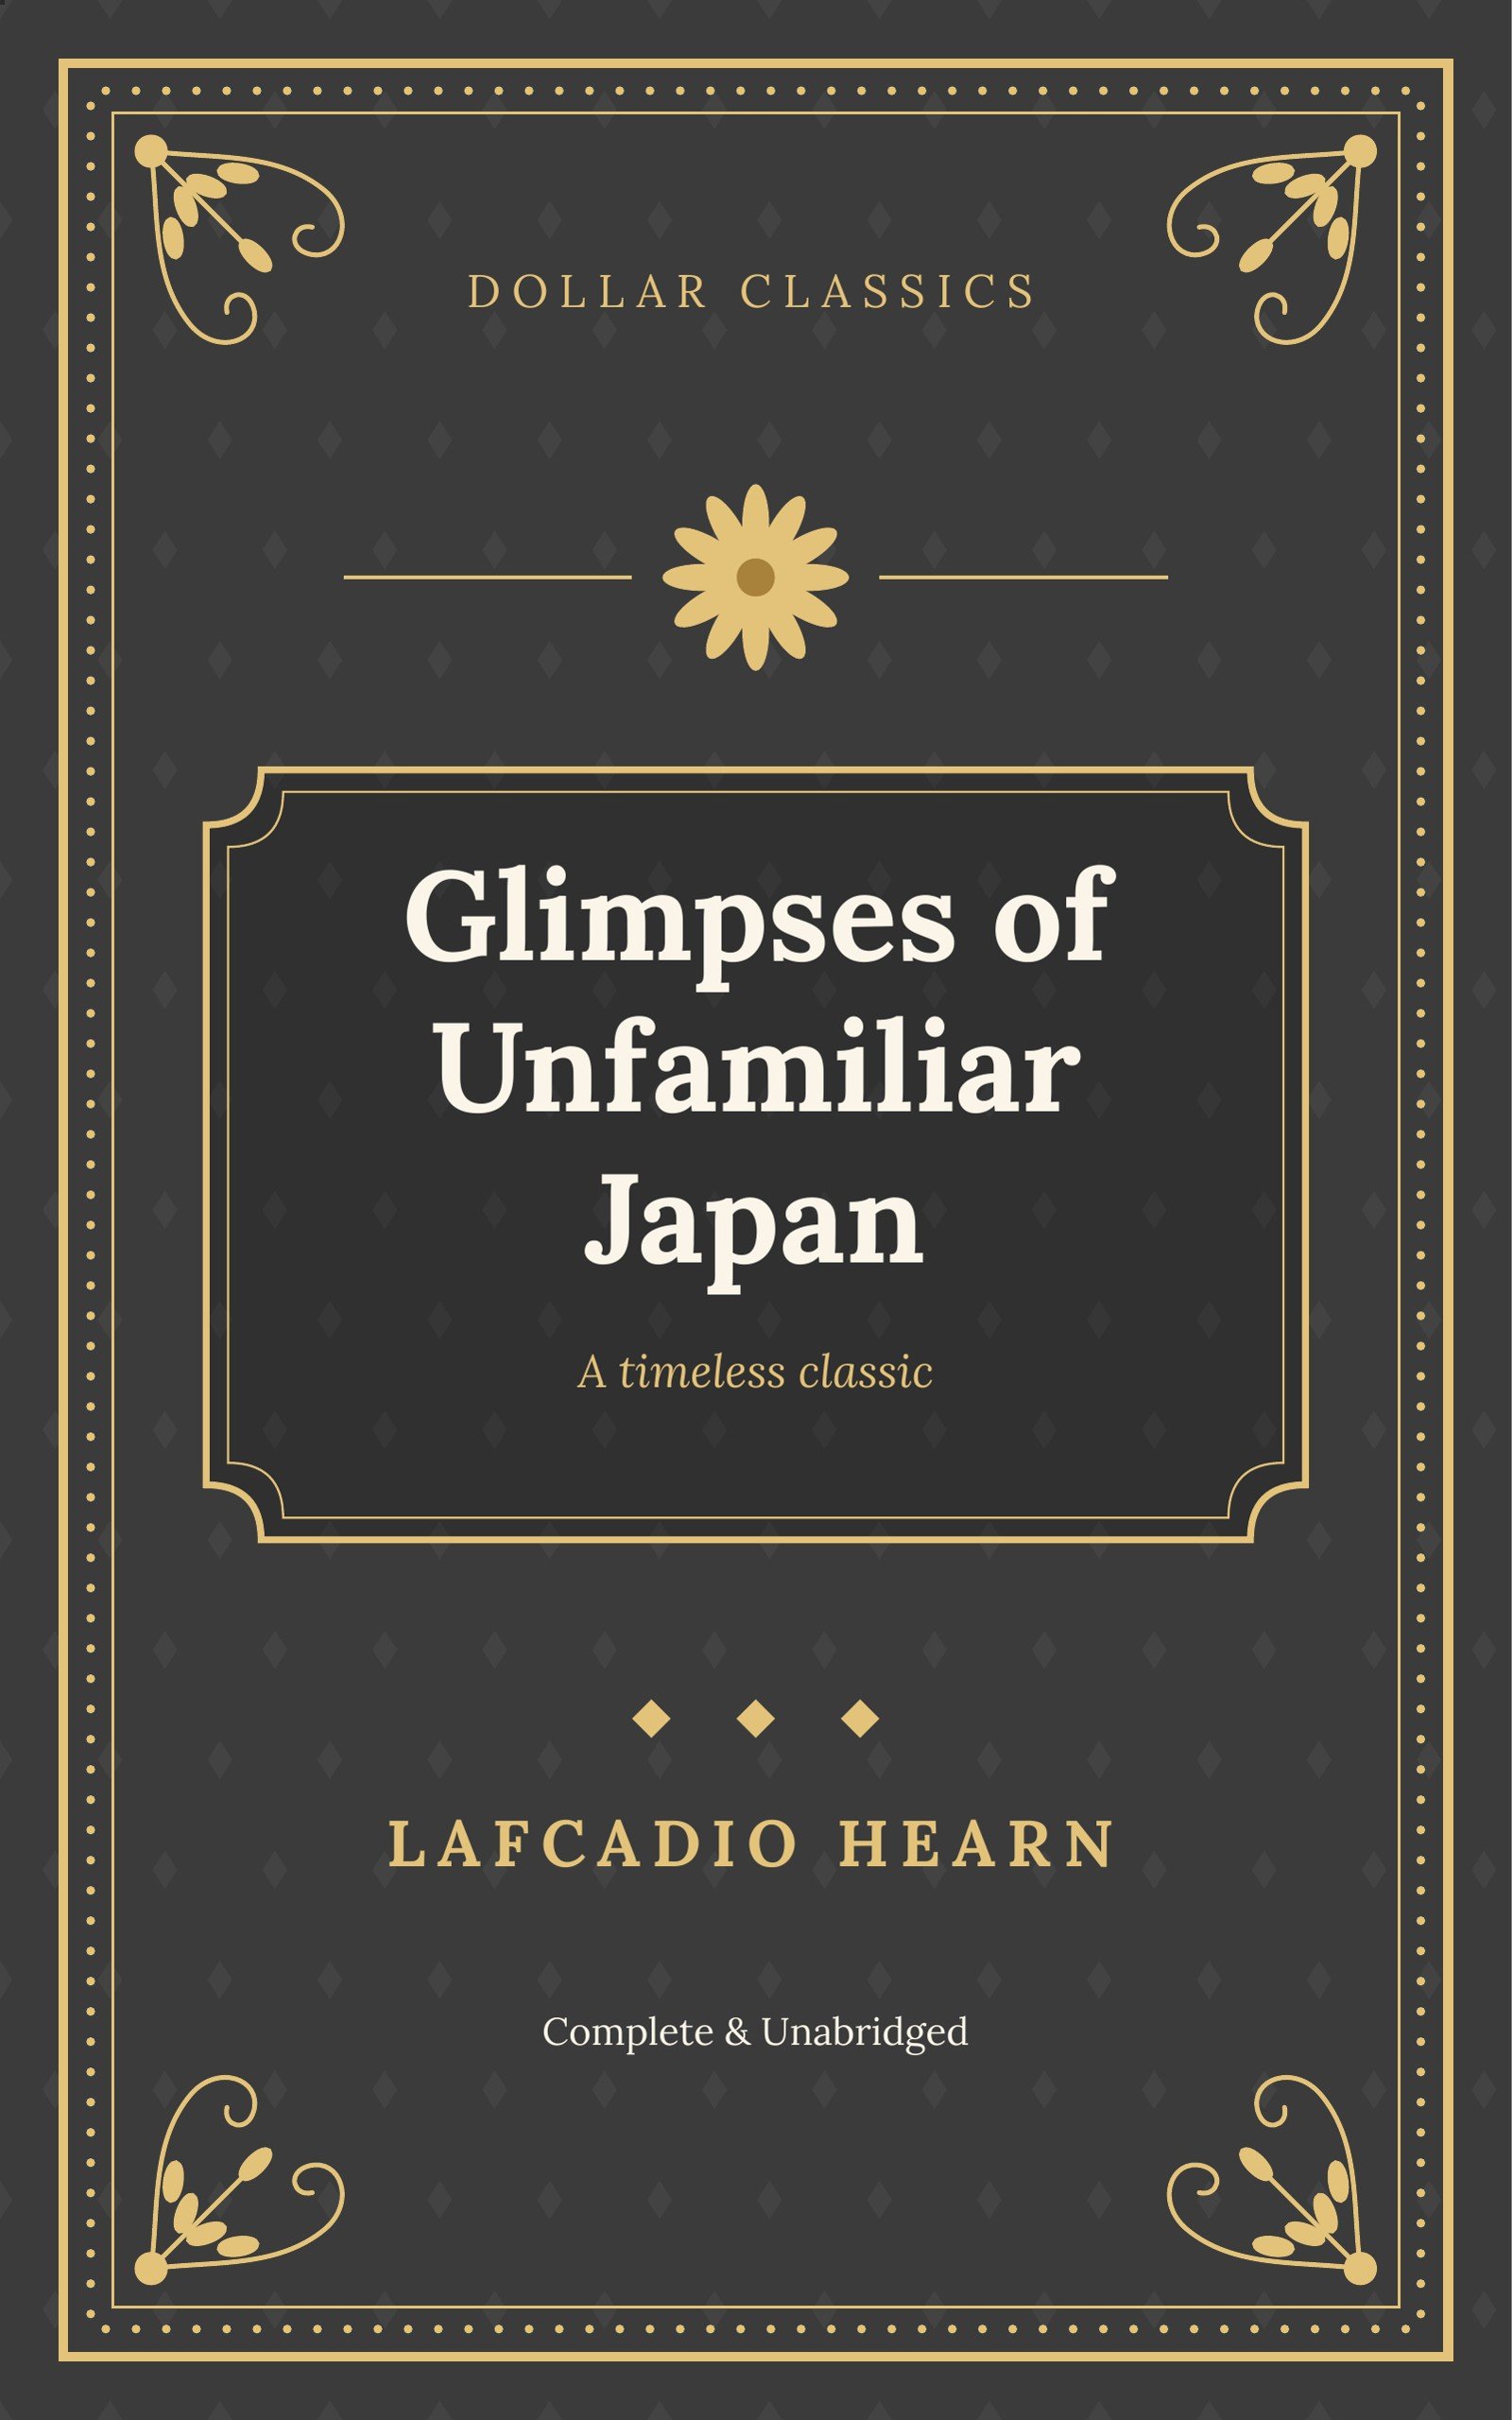 DOLLAR CLASSICS
Glimpses of
Unfamiliar
Japan
A timeless classic
LAFCADIO HEARN
Complete & Unabridged